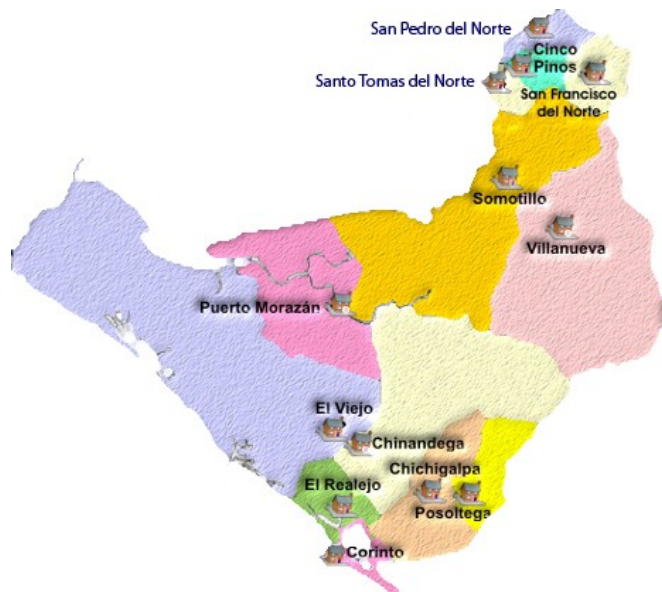 San Pedro del Norte
Cinco
Pinos
Santo Tomas del Norte
San Francisco
del Norte
Somotillo
Villanueva
Puerto Morazán
El Viejo
Chinandega
Chichigalpa
El Realejo
Posoltega
Corinto